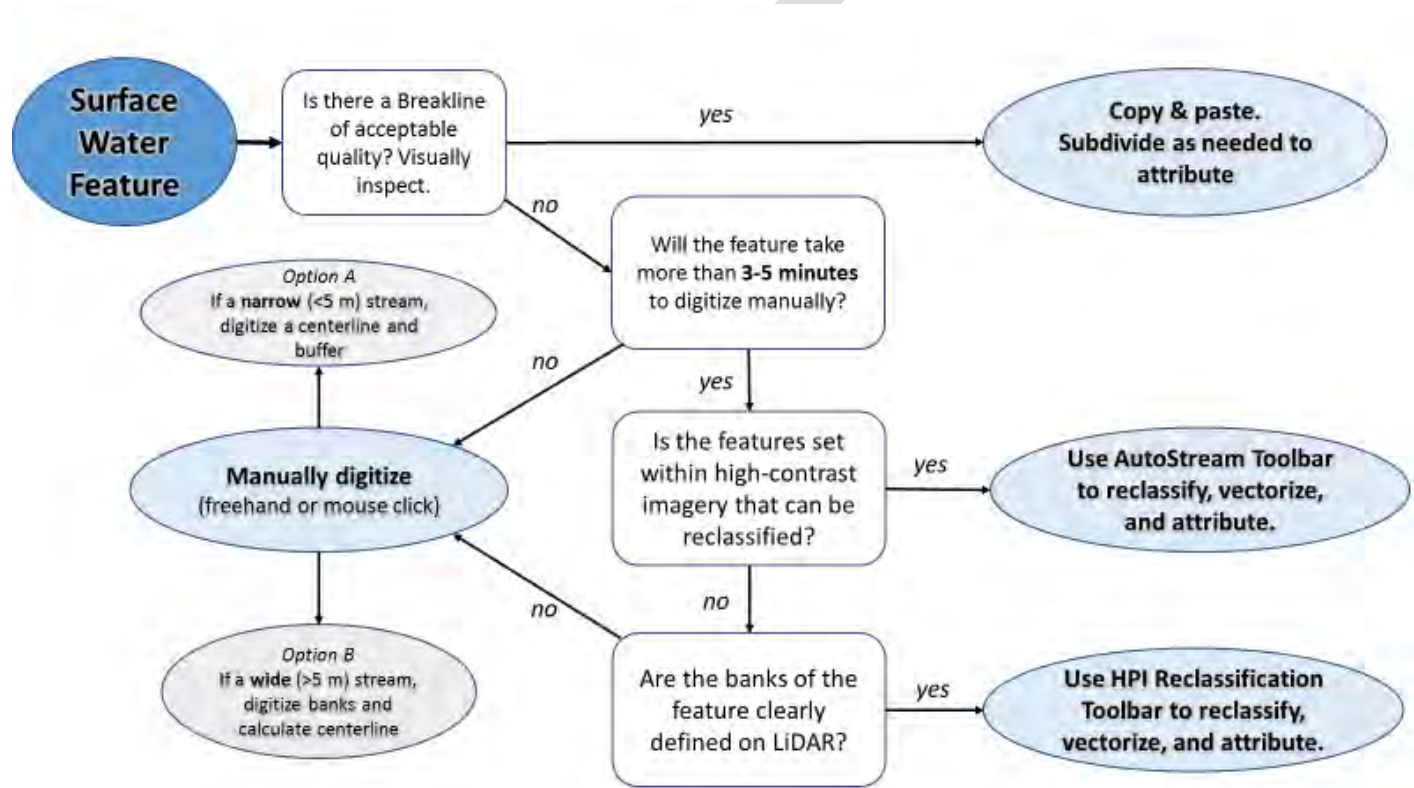 Surface
Water
Feature
Is there a Breakline
of acceptable
quality? Visually
inspect.
yes
Copy & paste.
Subdivide as needed to
attribute
no
Will the feature take
more than 3-5 minutes
to digitize manually?
Option A
If a narrow (<5 m) stream,
digitize a centerline and
buffer
no
yes
Manually digitize
(freehand or mouse click)
Is the features set
within high-contrast
imagery that can be
reclassified?
yes
Use AutoStream Toolbar
to reclassify, vectorize,
and attribute.
no
no
Option B
If a wide (>5 m) stream,
digitize banks and
calculate centerline
Are the banks of the
feature clearly
defined on LiDAR?
yes
Use HPI Reclassification
Toolbar to reclassify,
vectorize, and attribute.